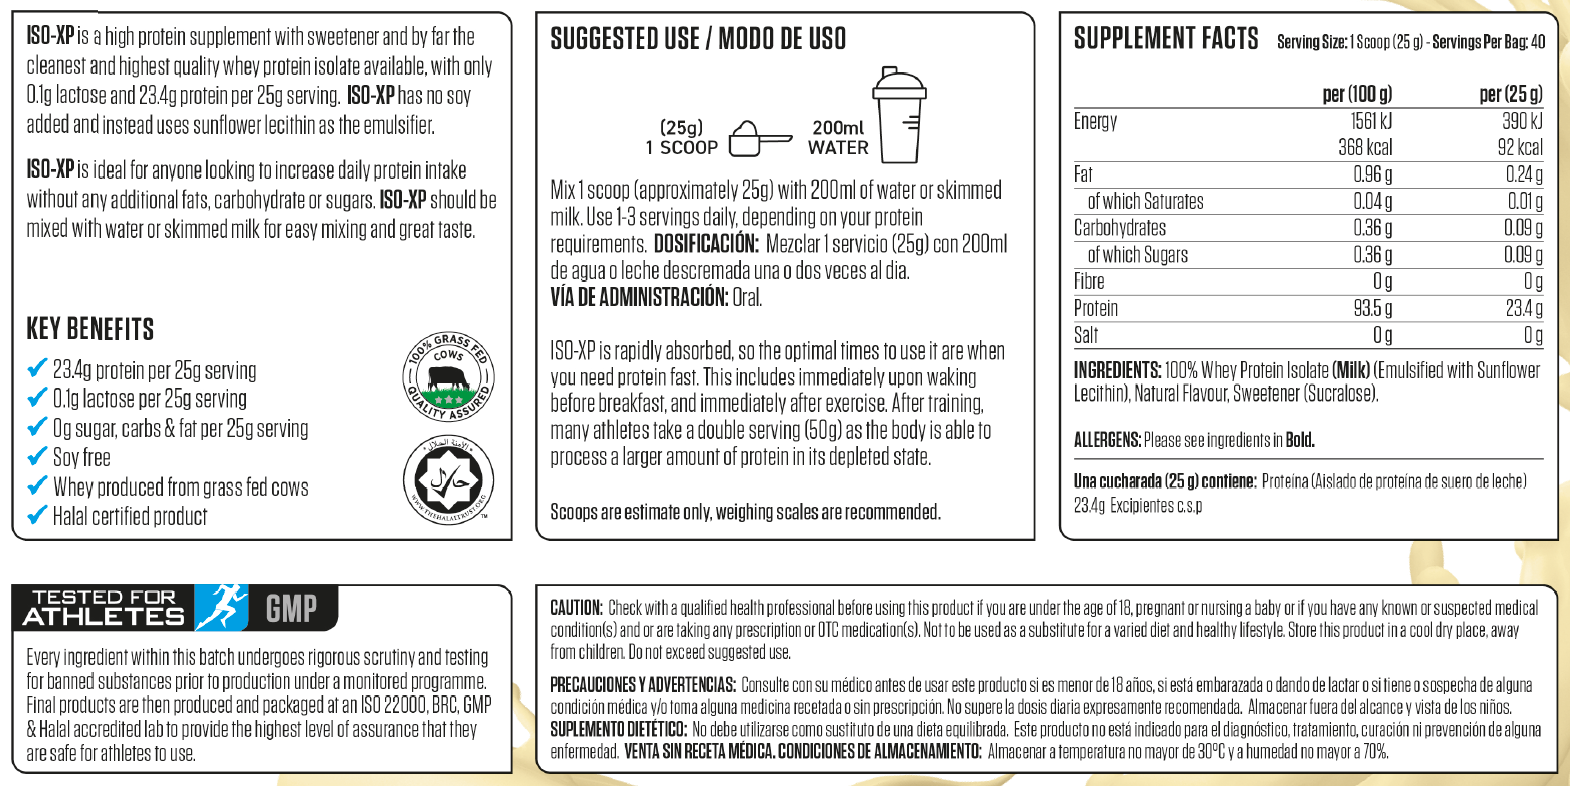 ISO-XP is a high protein supplement with sweetener and by far the
cleanest and highest quality whey protein isolate available, with only
0.1g lactose and 23.4g protein per 25g serving. ISO-XP has no soy
added and instead uses sunflower lecithin as the emulsifier.
ISO-XP is ideal for anyone looking to increase daily protein intake
without any additional fats, carbohydrate or sugars. ISO-XP should be
mixed with water or skimmed milk for easy mixing and great taste.
KEY BENEFITS
23.4g protein per 25g serving
0.1g lactose per 25g serving
0g sugar, carbs & fat per 25g serving
Soy free
Whey produced from grass fed cows
Halal certified product
100% GRASS FED
COWS
QUALITY ASSURED
الأمنة الحلال
حلال
WWW.THEHALALTRUST.ORG
TM
SUGGESTED USE / MODO DE USO
(25g)
1 SCOOP
200ml
WATER
Mix 1 scoop (approximately 25g) with 200ml of water or skimmed
milk. Use 1-3 servings daily, depending on your protein
requirements. DOSIFICACIÓN: Mezclar 1 servicio (25g) con 200ml
de agua o leche descremada una o dos veces al dia.
VÍA DE ADMINISTRACIÓN: Oral.
ISO-XP is rapidly absorbed, so the optimal times to use it are when
you need protein fast. This includes immediately upon waking
before breakfast, and immediately after exercise. After training,
many athletes take a double serving (50g) as the body is able to
process a larger amount of protein in its depleted state.
Scoops are estimate only, weighing scales are recommended.
SUPPLEMENT FACTS Serving Size: 1 Scoop (25 g) - Servings Per Bag: 40
per (100 g) per (25 g)
Energy 1561 kJ 390 kJ
368 kcal 92 kcal
Fat 0.96 g 0.24 g
of which Saturates 0.04 g 0.01 g
Carbohydrates 0.36 g 0.09 g
of which Sugars 0.36 g 0.09 g
Fibre 0 g 0 g
Protein 93.5 g 23.4 g
Salt 0 g 0 g
INGREDIENTS: 100% Whey Protein Isolate (Milk) (Emulsified with Sunflower
Lecithin), Natural Flavour, Sweetener (Sucralose).
ALLERGENS: Please see ingredients in Bold.
Una cucharada (25 g) contiene: Proteína (Aislado de proteína de suero de leche)
23.4g Excipientes c.s.p
TESTED FOR
ATHLETES
GMP
Every ingredient within this batch undergoes rigorous scrutiny and testing
for banned substances prior to production under a monitored programme.
Final products are then produced and packaged at an ISO 22000, BRC, GMP
& Halal accredited lab to provide the highest level of assurance that they
are safe for athletes to use.
CAUTION: Check with a qualified health professional before using this product if you are under the age of 18, pregnant or nursing a baby or if you have any known or suspected medical
condition(s) and or are taking any prescription or OTC medication(s). Not to be used as a substitute for a varied diet and healthy lifestyle. Store this product in a cool dry place, away
from children. Do not exceed suggested use.
PRECAUCIONES Y ADVERTENCIAS: Consulte con su médico antes de usar este producto si es menor de 18 años, si está embarazada o dando de lactar o si tiene o sospecha de alguna
condición médica y/o toma alguna medicina recetada o sin prescripción. No supere la dosis diaria expresamente recomendada. Almacenar fuera del alcance y vista de los niños.
SUPLEMENTO DIETÉTICO: No debe utilizarse como sustituto de una dieta equilibrada. Este producto no está indicado para el diagnóstico, tratamiento, curación ni prevención de alguna
enfermedad. VENTA SIN RECETA MÉDICA. CONDICIONES DE ALMACENAMIENTO: Almacenar a temperatura no mayor de 30ºC y a humedad no mayor a 70%.